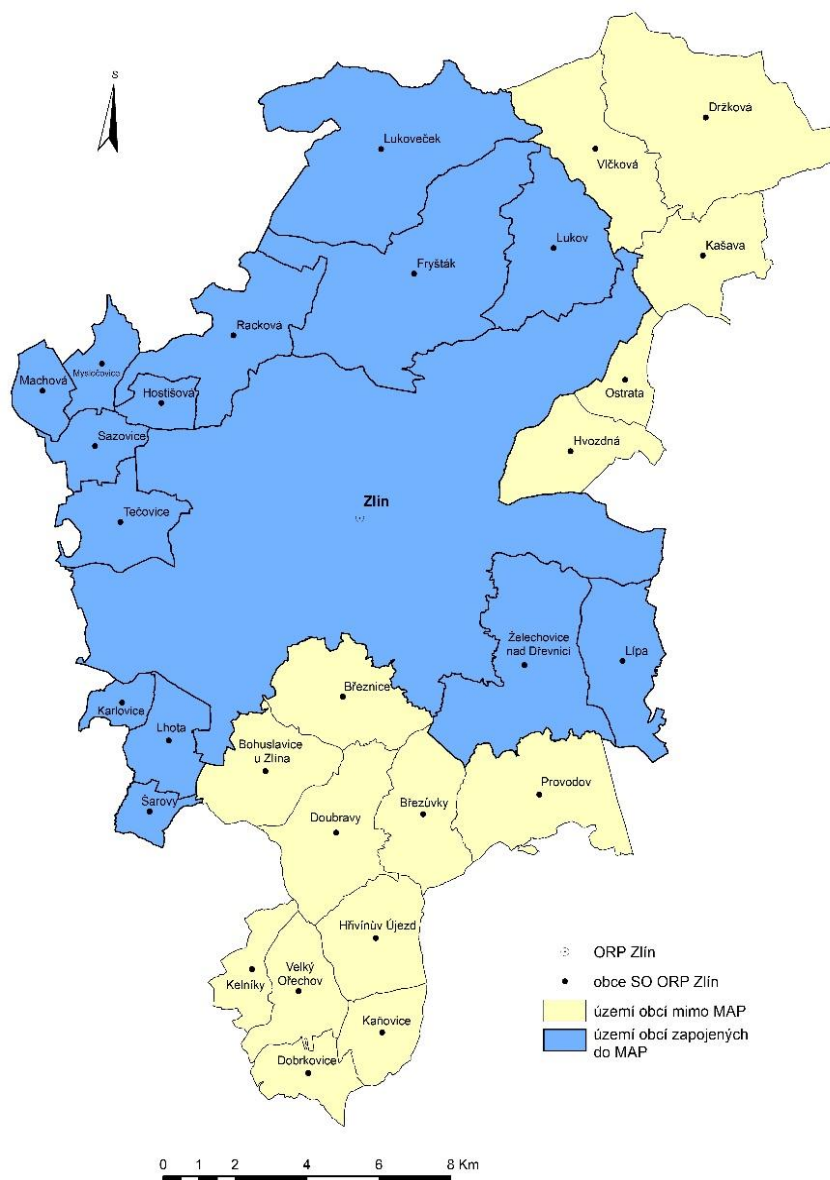 S
Držková
Vlčková
Lukoveček
Kašava
Lukov
Fryšták
Racková
Mysločovice
Machová
Ostrata
Hostišová
Hvozdná
Sazovice
Zlín
Tečovice
Želechovice
nad Dřevnicí
Lípa
Březnice
Karlovice
Lhota
Bohuslavice
u Zlína
Provodov
Šarovy
Březůvky
Doubravy
Hřivínův Újezd
Kelníky
Velký
Ořechov
Kaňovice
Dobrkovice
ORP Zlín
obce SO ORP Zlín
území obcí mimo MAP
území obcí zapojených
do MAP
0 1 2 4 6 8 Km